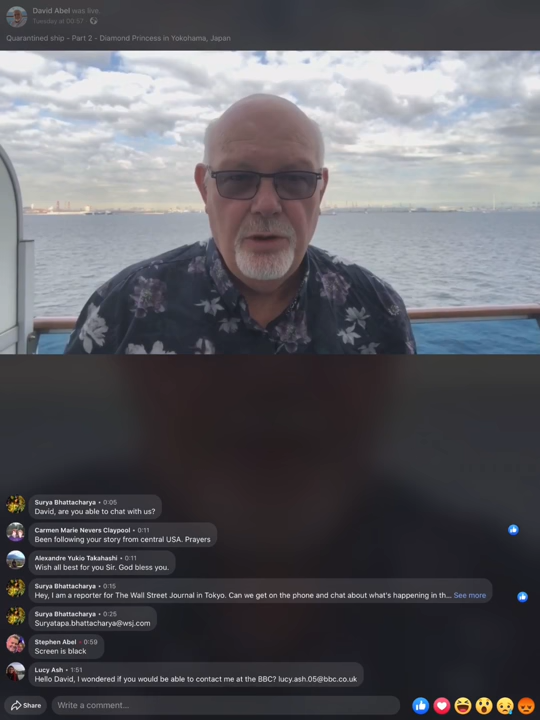 David Abel was live.
Tuesday at 06:37
Quarantined ship - Part 2 - Diamond Princess in Yokohama, Japan
Surya Bhattacharya • 0:05
David, are you able to chat with us?
Carmen Marie Nevers Claypool • 0:11
Been following your story from central USA. Prayers
Alexandre Yukio Takahashi • 0:11
Wish all best for you Sir. God bless you.
Surya Bhattacharya • 0:15
Hey, I am a reporter for The Wall Street Journal in Tokyo. Can we get on the phone and chat about what's happening in th... See more
Surya Bhattacharya • 0:25
Suryatapa.bhattacharya@wsj.com
Stephen Abel • 0:59
Screen is black
Lucy Ash • 1:51
Hello David, I wondered if you would be able to contact me at the BBC? lucy.ash.05@bbc.co.uk
Share
Write a comment...